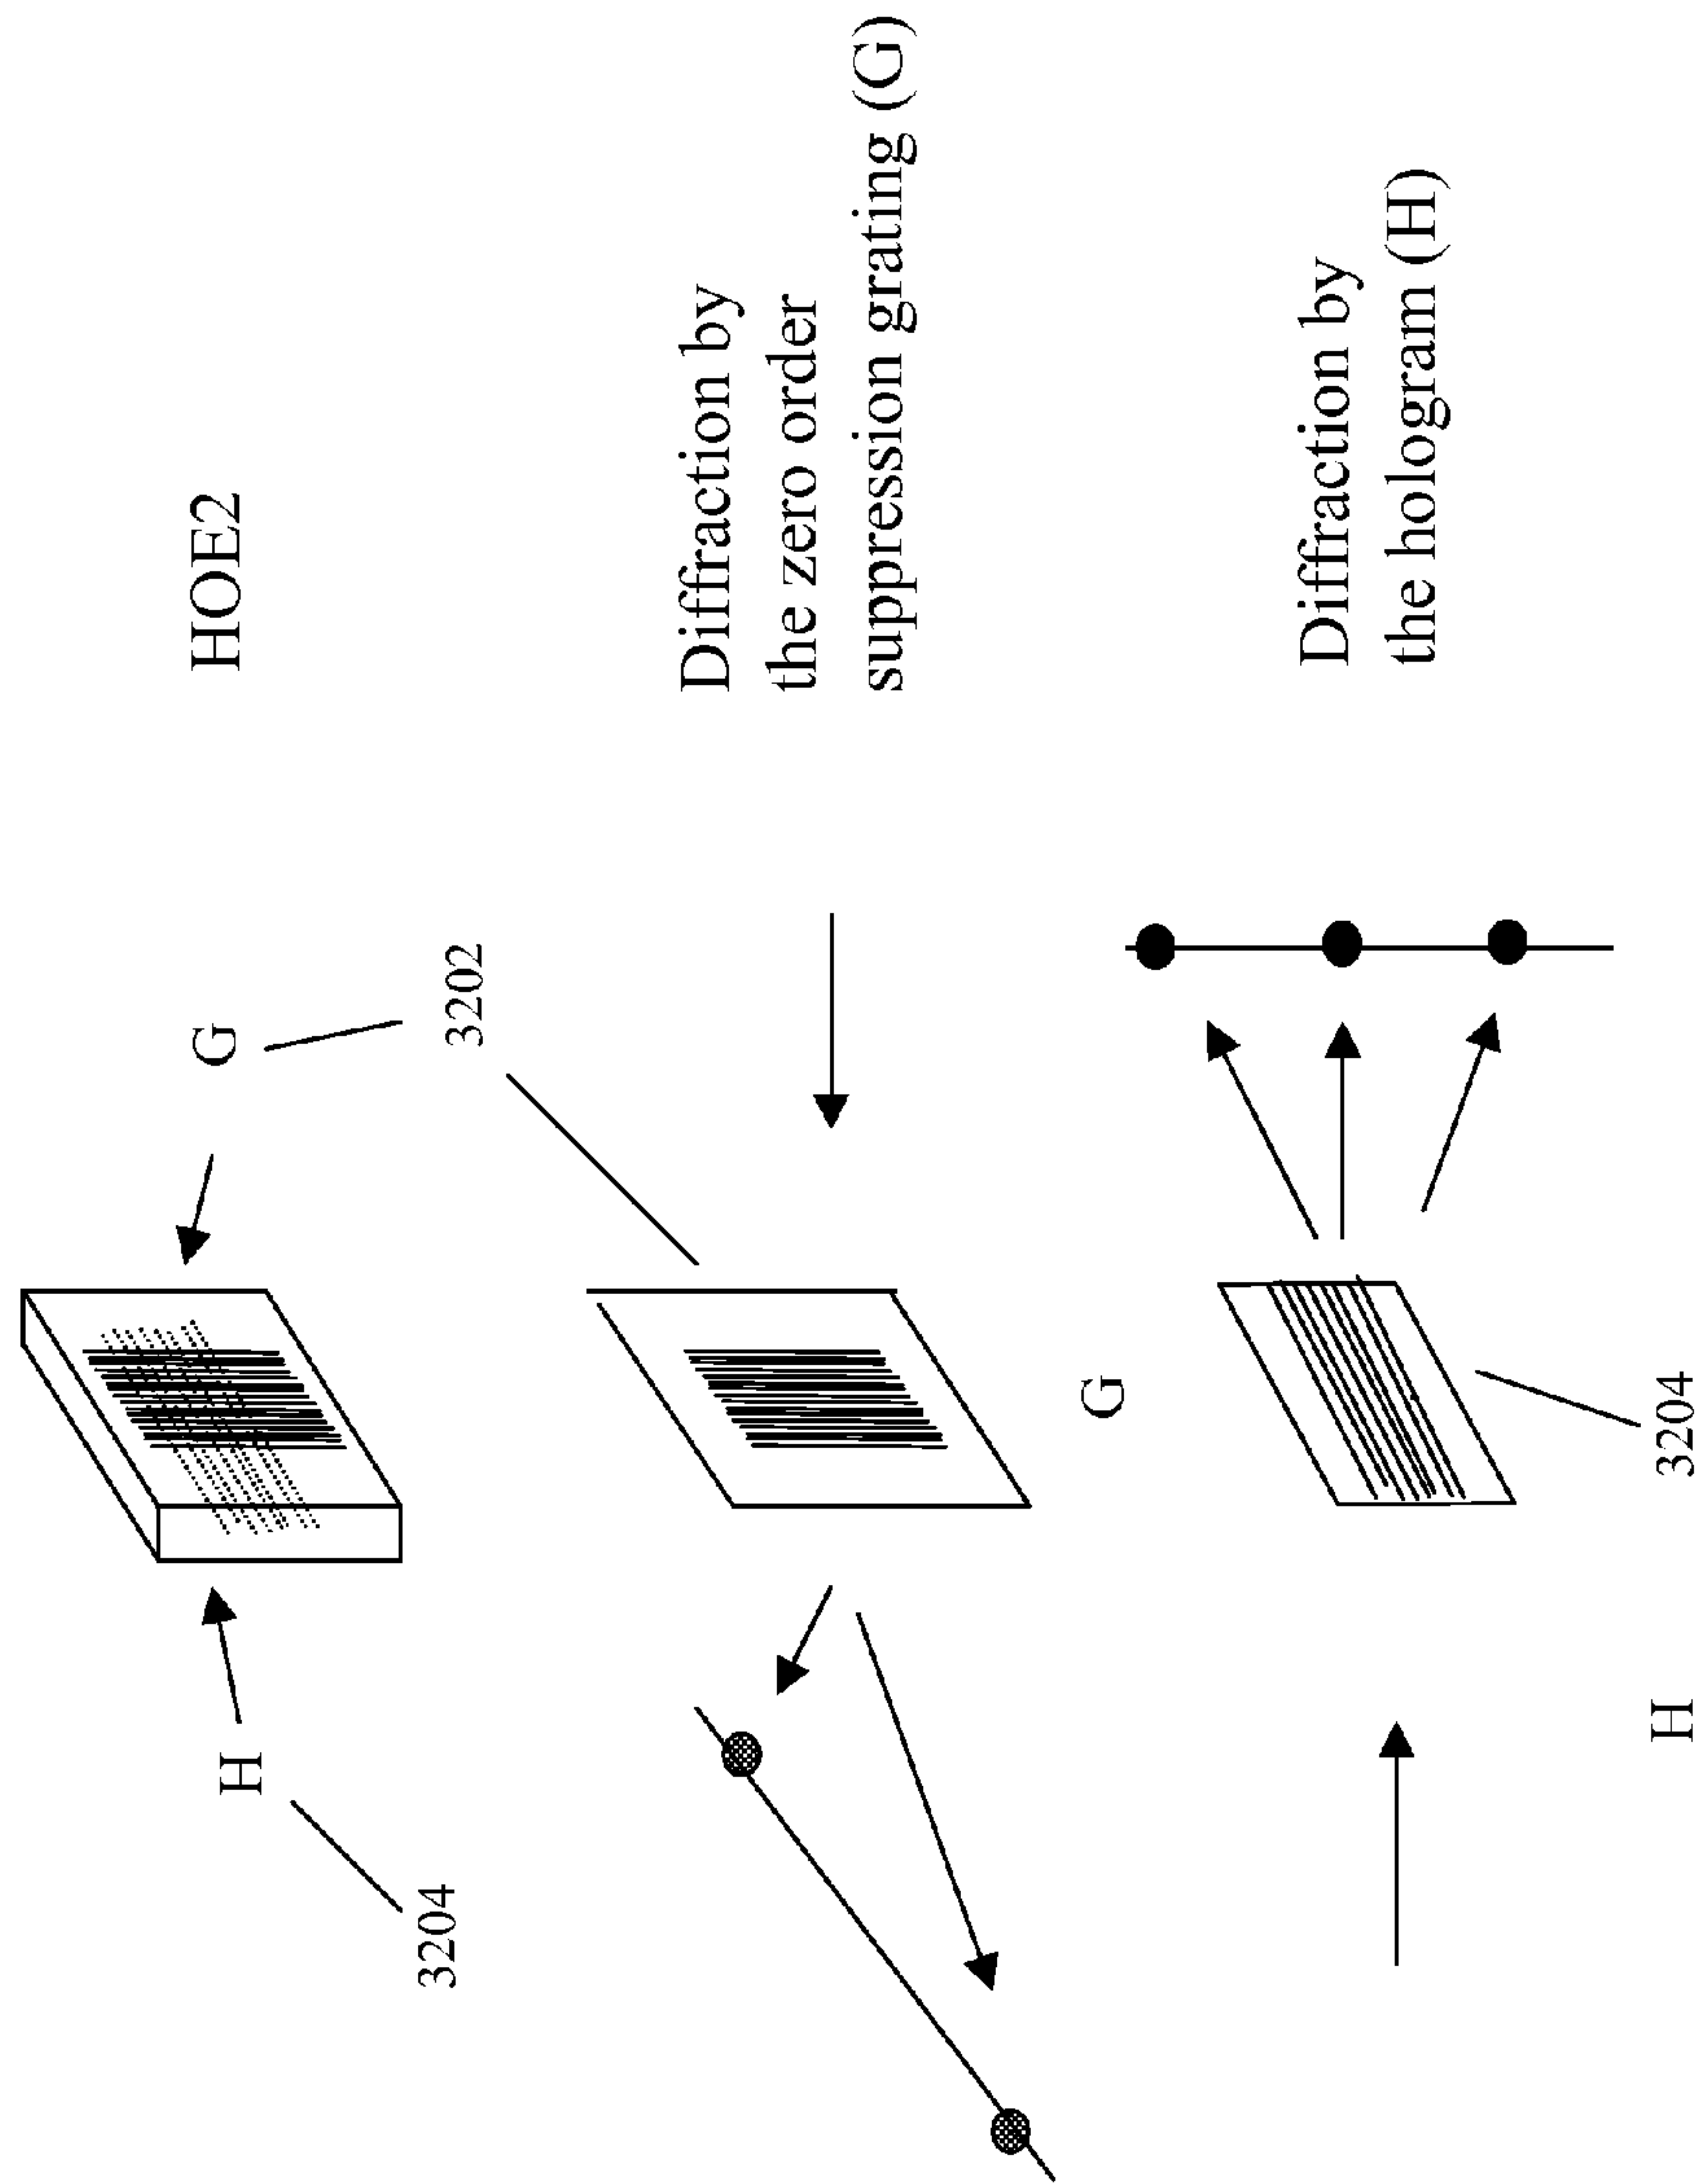 H
G
HOE2
3204
3202
Diffraction by
the zero order
suppression grating (G)
G
Diffraction by
the hologram (H)
H
3204